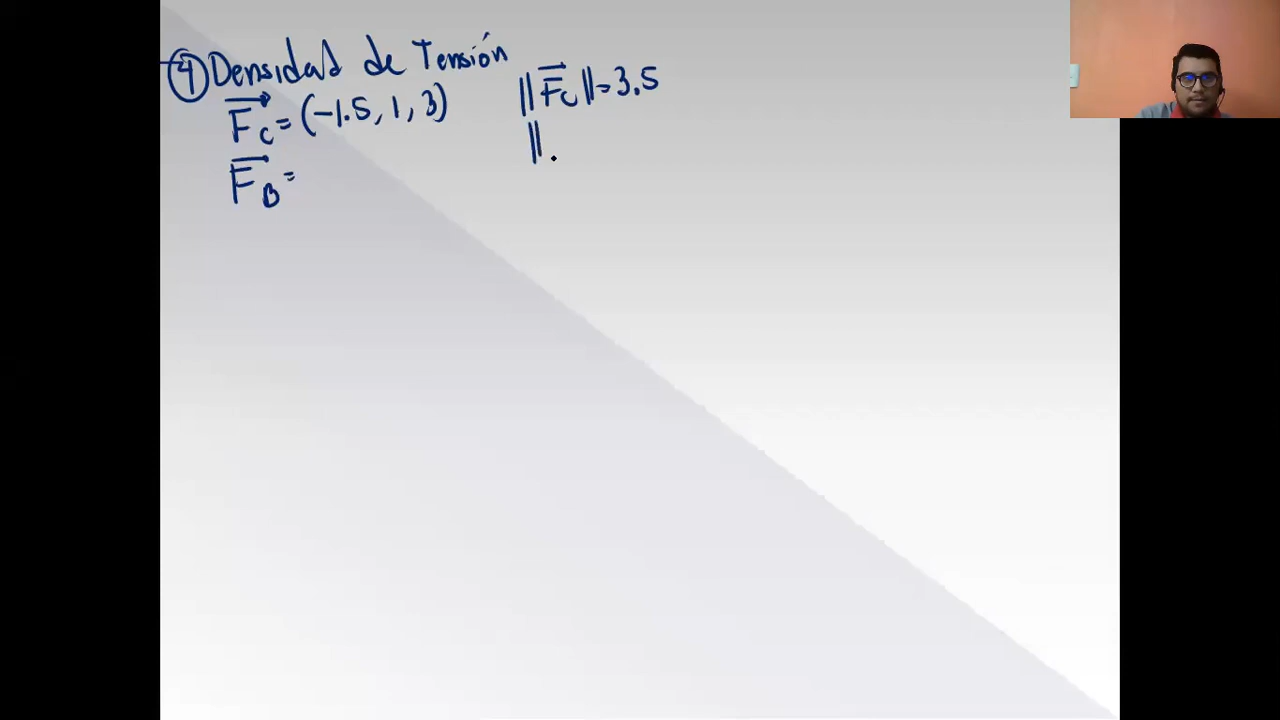 ④ Densidad de Tensión
F⃗c = (-1.5, 1, 3)
||F⃗c|| = 3.5
F⃗B =
||